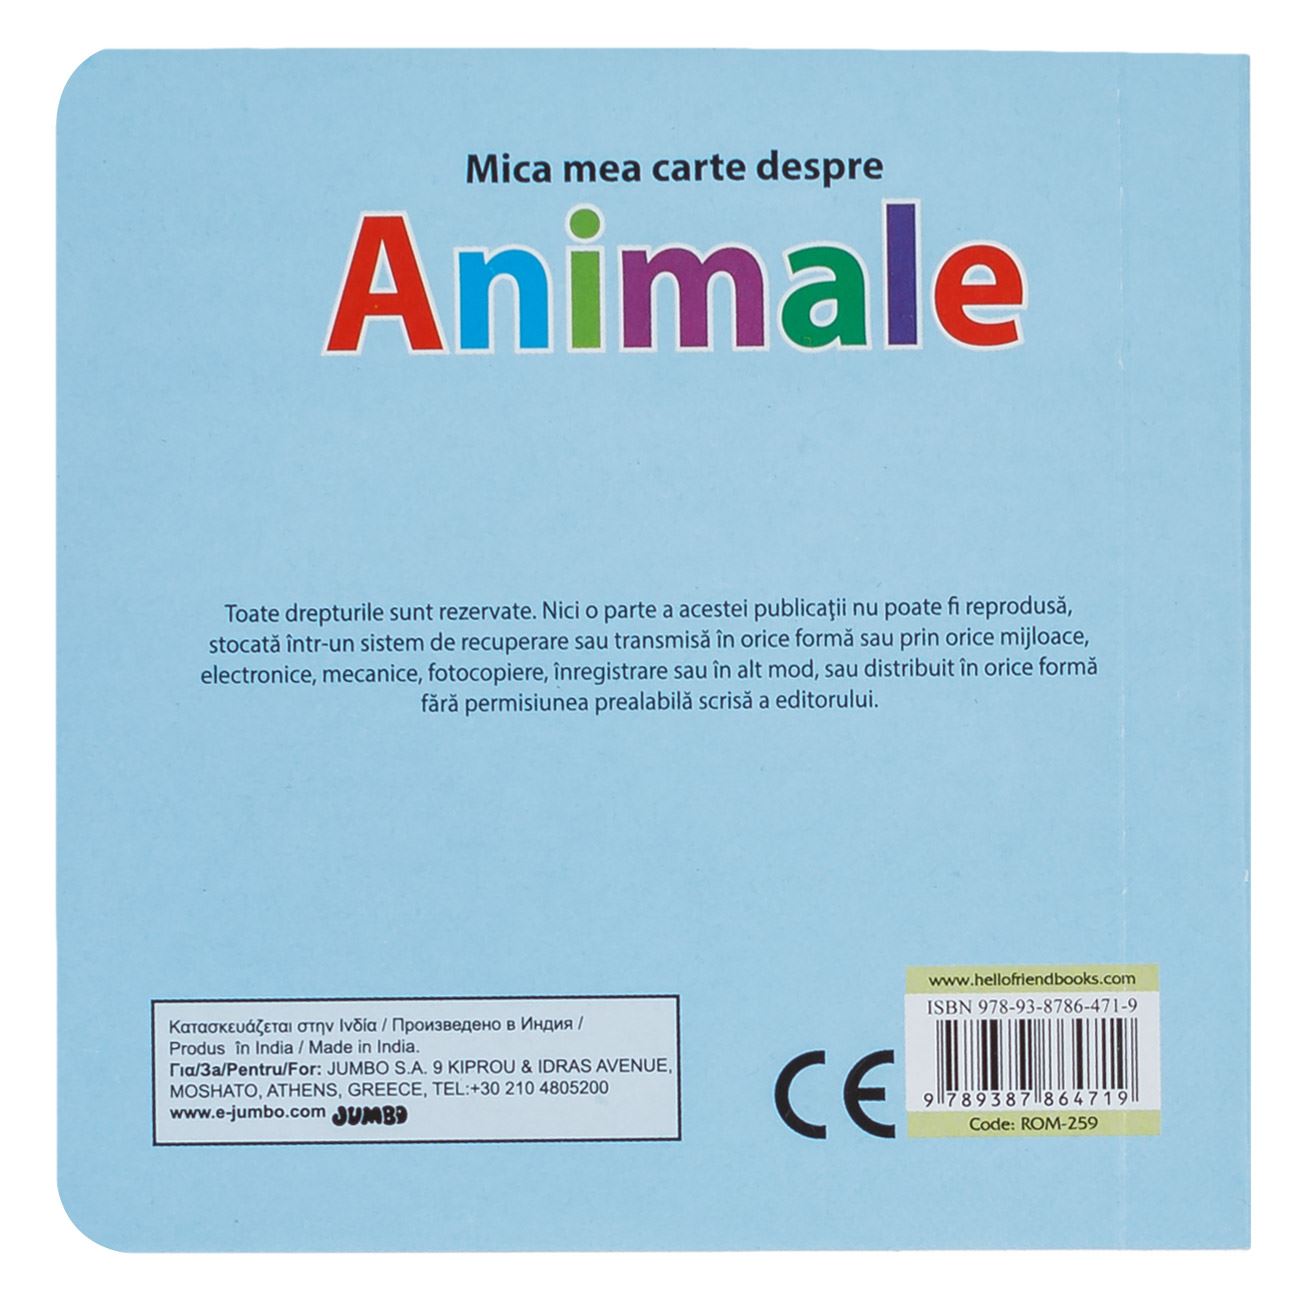 Mica mea carte despre
Animale
Toate drepturile sunt rezervate. Nici o parte a acestei publicaţii nu poate fi reprodusă,
stocată într-un sistem de recuperare sau transmisă în orice formă sau prin orice mijloace,
electronice, mecanice, fotocopiere, înregistrare sau în alt mod, sau distribuit în orice formă
fără permisiunea prealabilă scrisă a editorului.
Κατασκευάζεται στην Ινδία / Произведено в Индия /
Produs în India / Made in India.
Για/За/Pentru/For: JUMBO S.A. 9 KIPROU & IDRAS AVENUE,
MOSHATO, ATHENS, GREECE, TEL:+30 210 4805200
www.e-jumbo.com JUMBO
CE
www.hellofriendbooks.com
ISBN 978-93-8786-471-9
9 789387 864719
Code: ROM-259